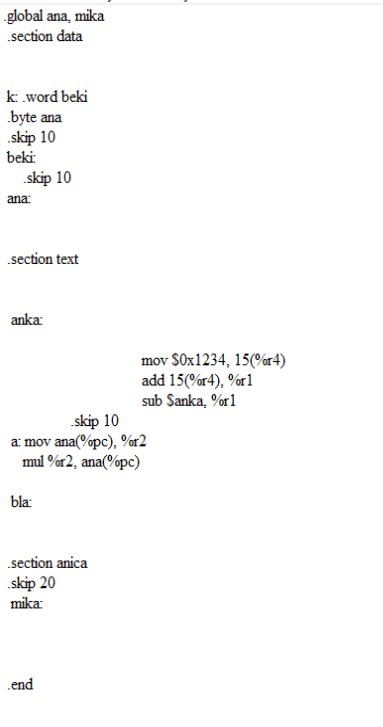 .global ana, mika
.section data
k: .word beki
.byte ana
.skip 10
beki:
.skip 10
ana:
.section text
anka:
mov $0x1234, 15(%r4)
add 15(%r4), %r1
sub $anka, %r1
.skip 10
a: mov ana(%pc), %r2
mul %r2, ana(%pc)
bla:
.section anica
.skip 20
mika:
.end